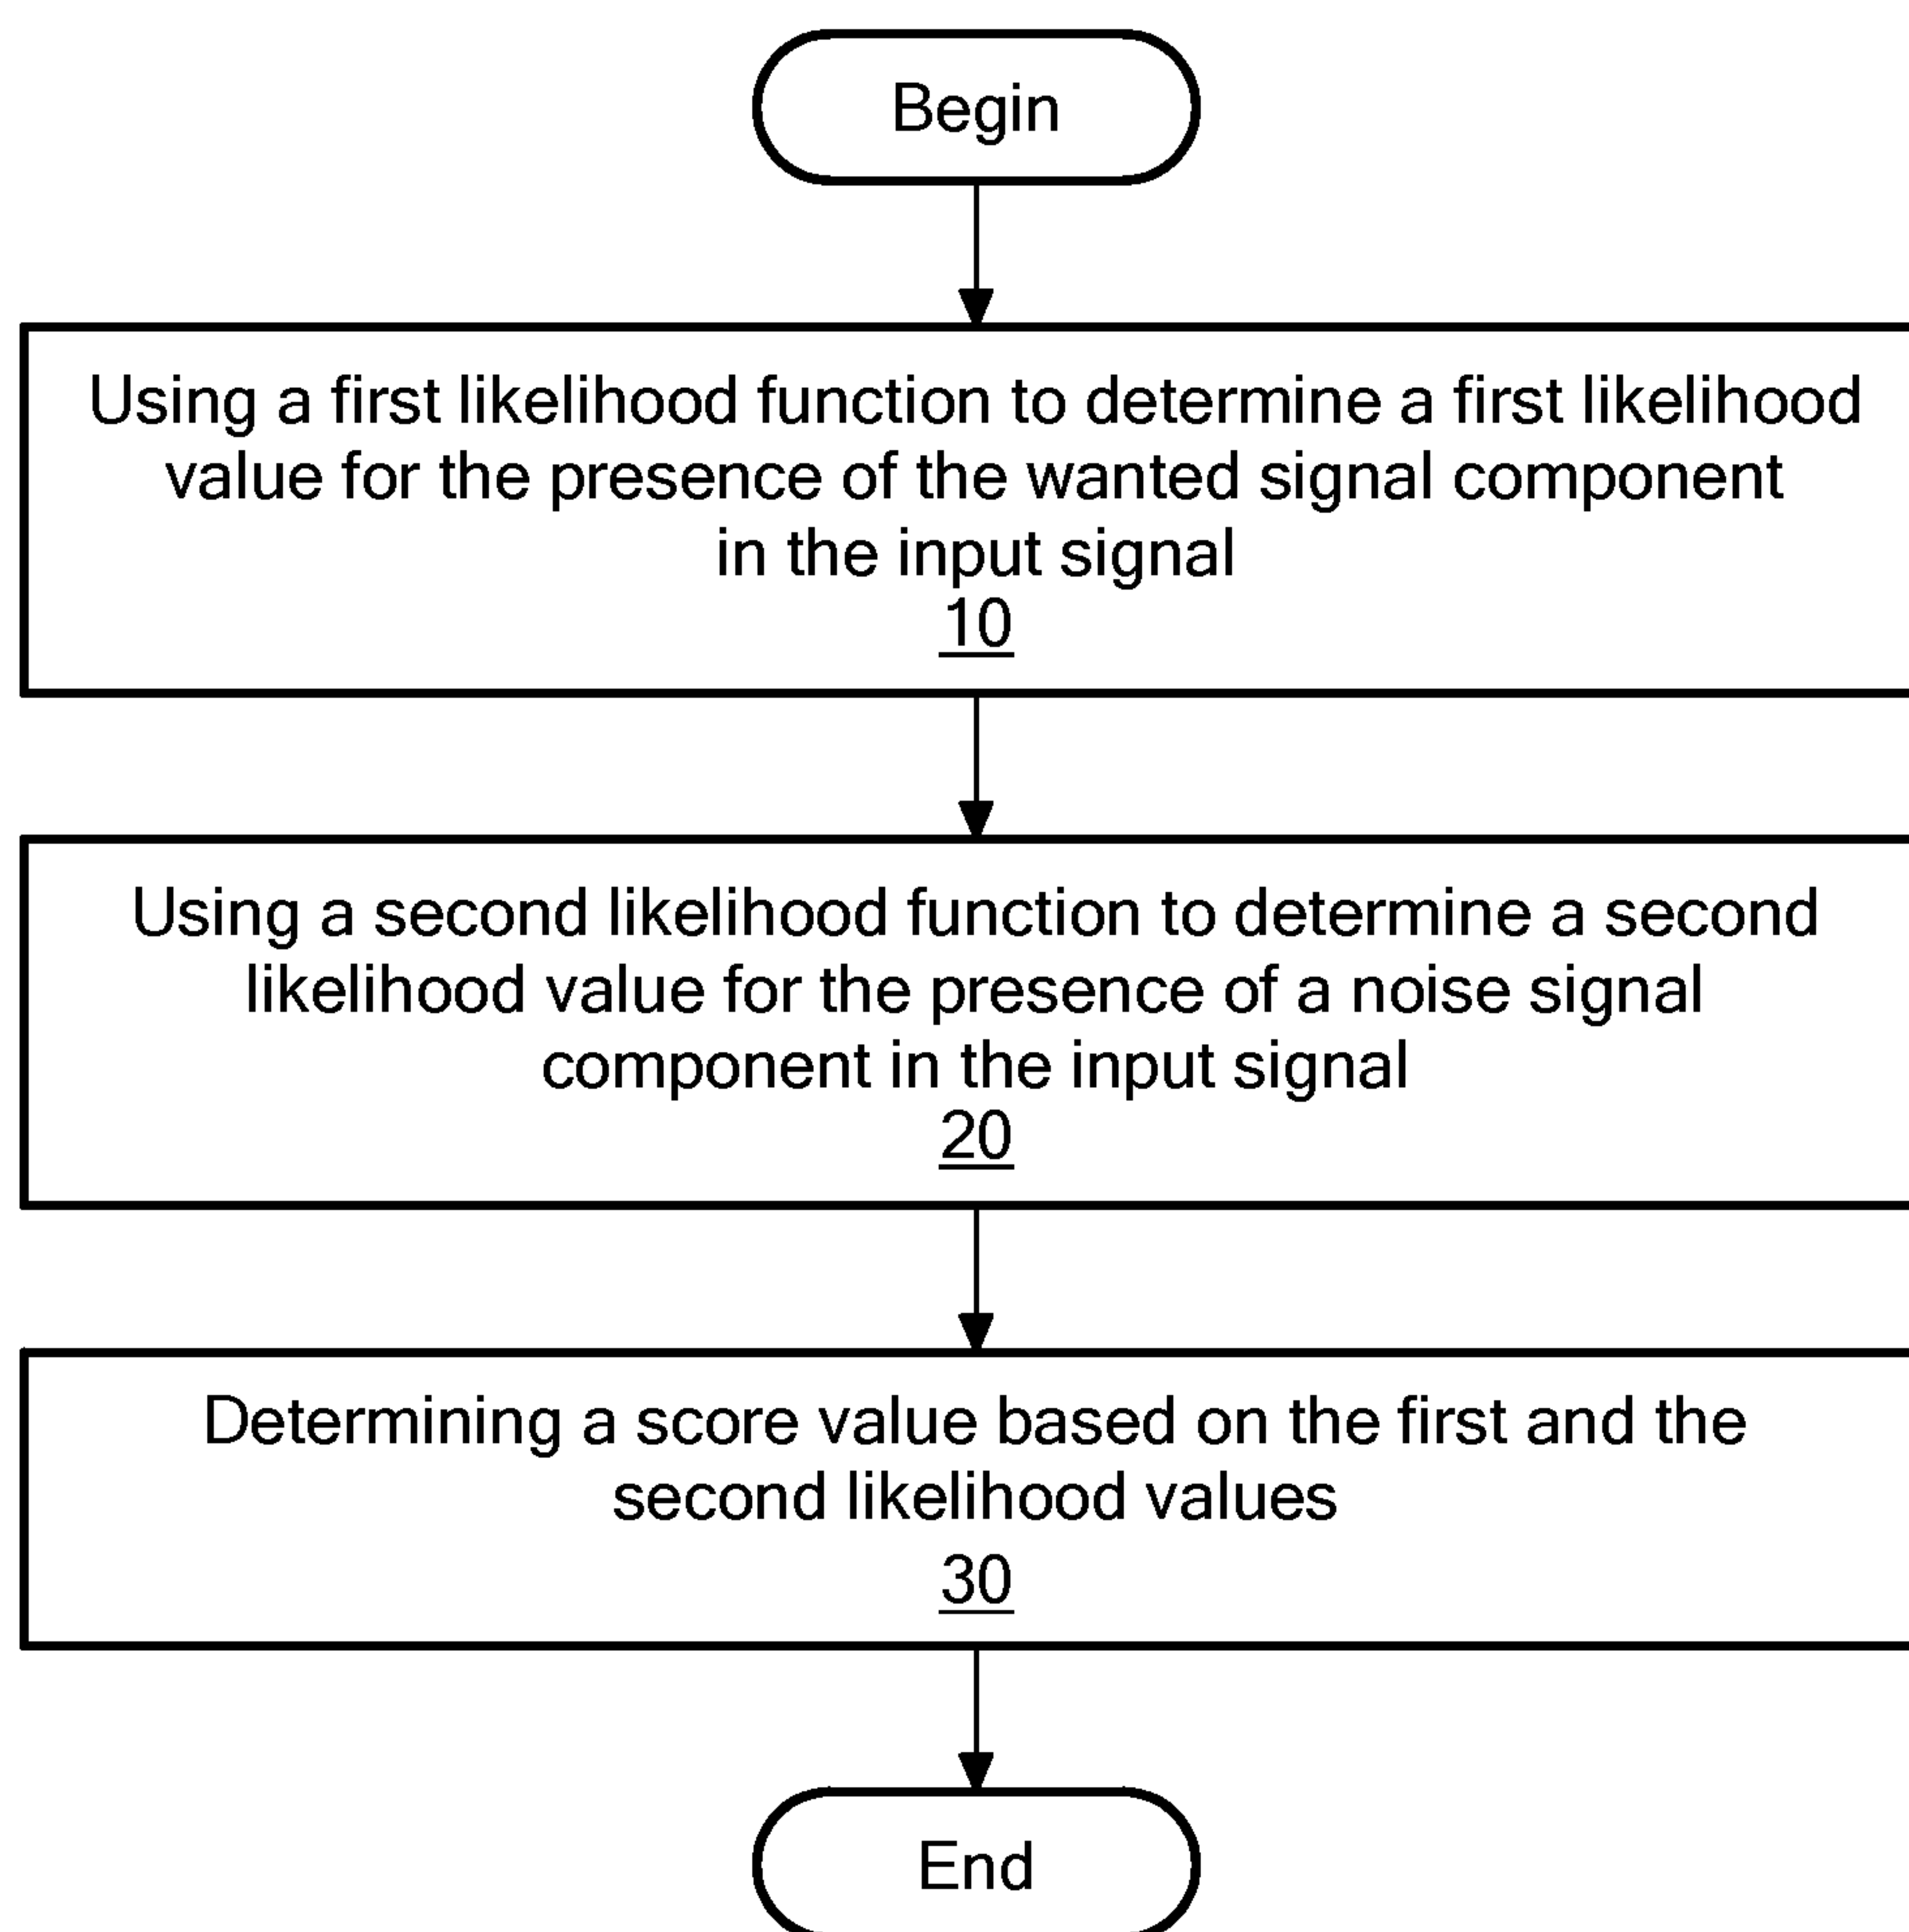 Begin
Using a first likelihood function to determine a first likelihood
value for the presence of the wanted signal component
in the input signal
10
Using a second likelihood function to determine a second
likelihood value for the presence of a noise signal
component in the input signal
20
Determining a score value based on the first and the
second likelihood values
30
End